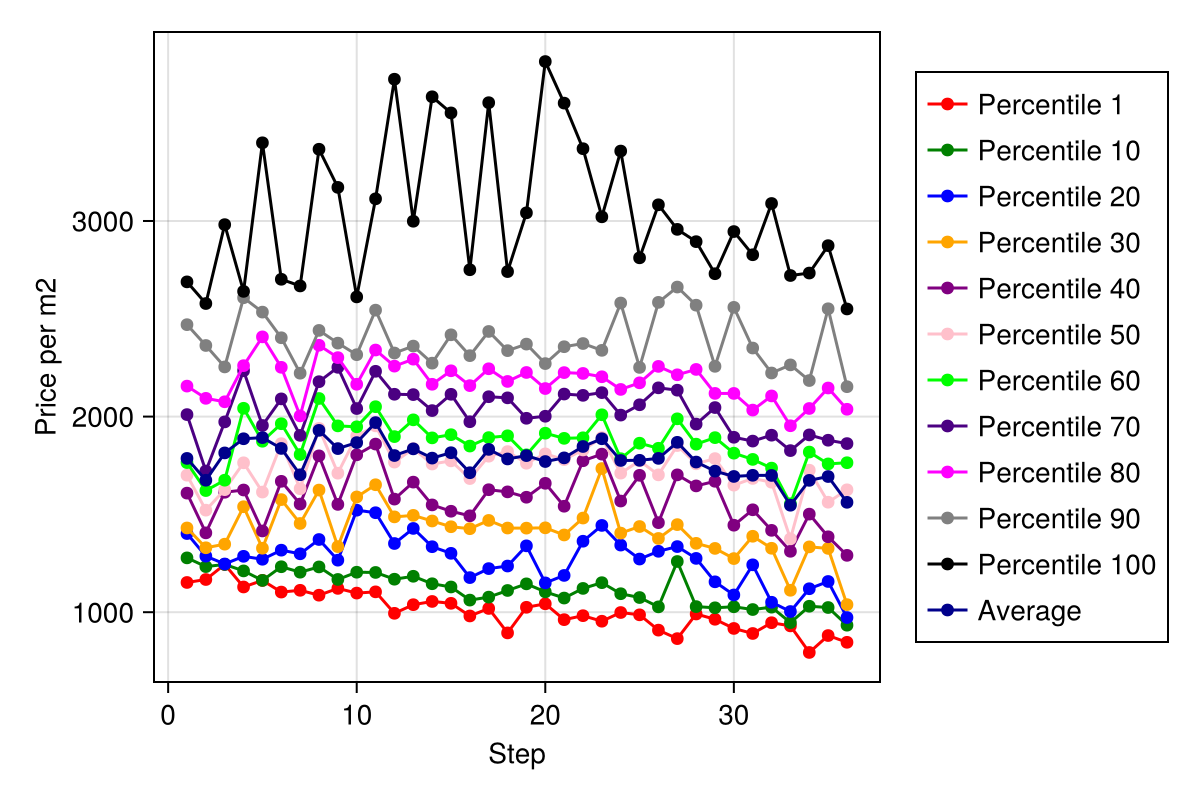 Price per m2
3000
2000
1000
0 10 20 30
Step
Percentile 1
Percentile 10
Percentile 20
Percentile 30
Percentile 40
Percentile 50
Percentile 60
Percentile 70
Percentile 80
Percentile 90
Percentile 100
Average